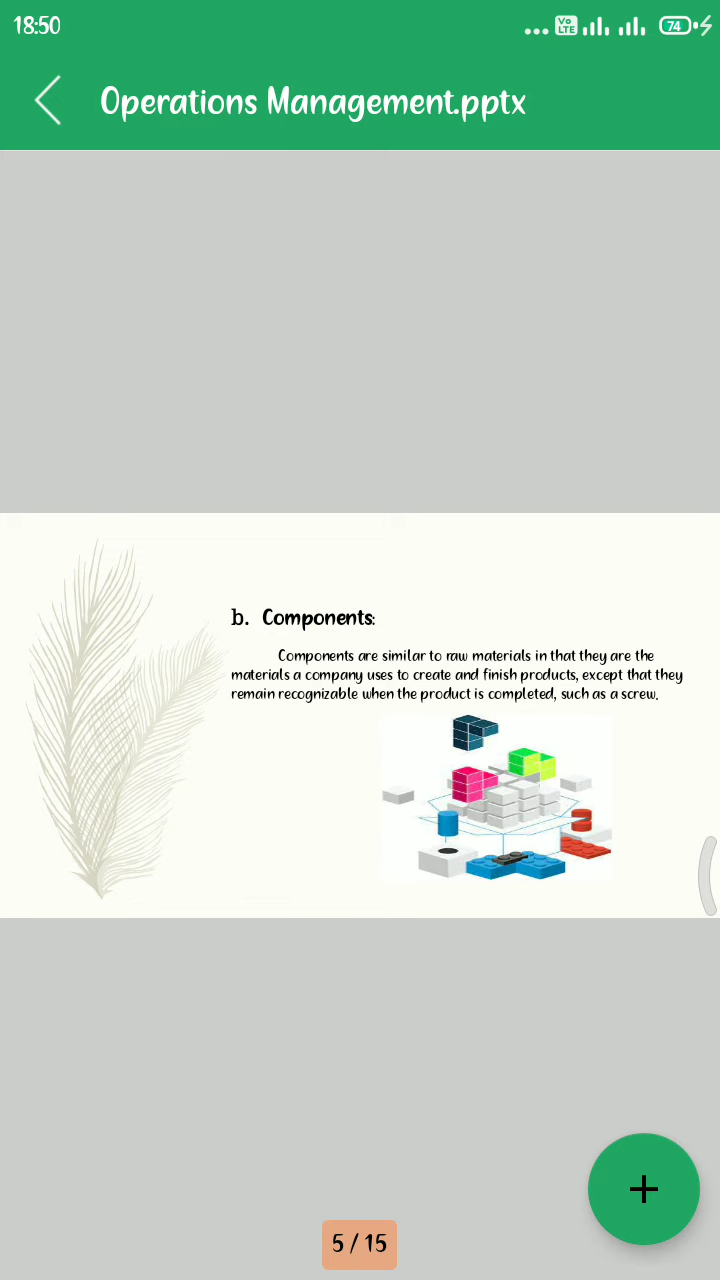 18:50
Vo LTE
74
Operations Management.pptx
b. Components:
Components are similar to raw materials in that they are the
materials a company uses to create and finish products, except that they
remain recognizable when the product is completed, such as a screw.
+
5 / 15